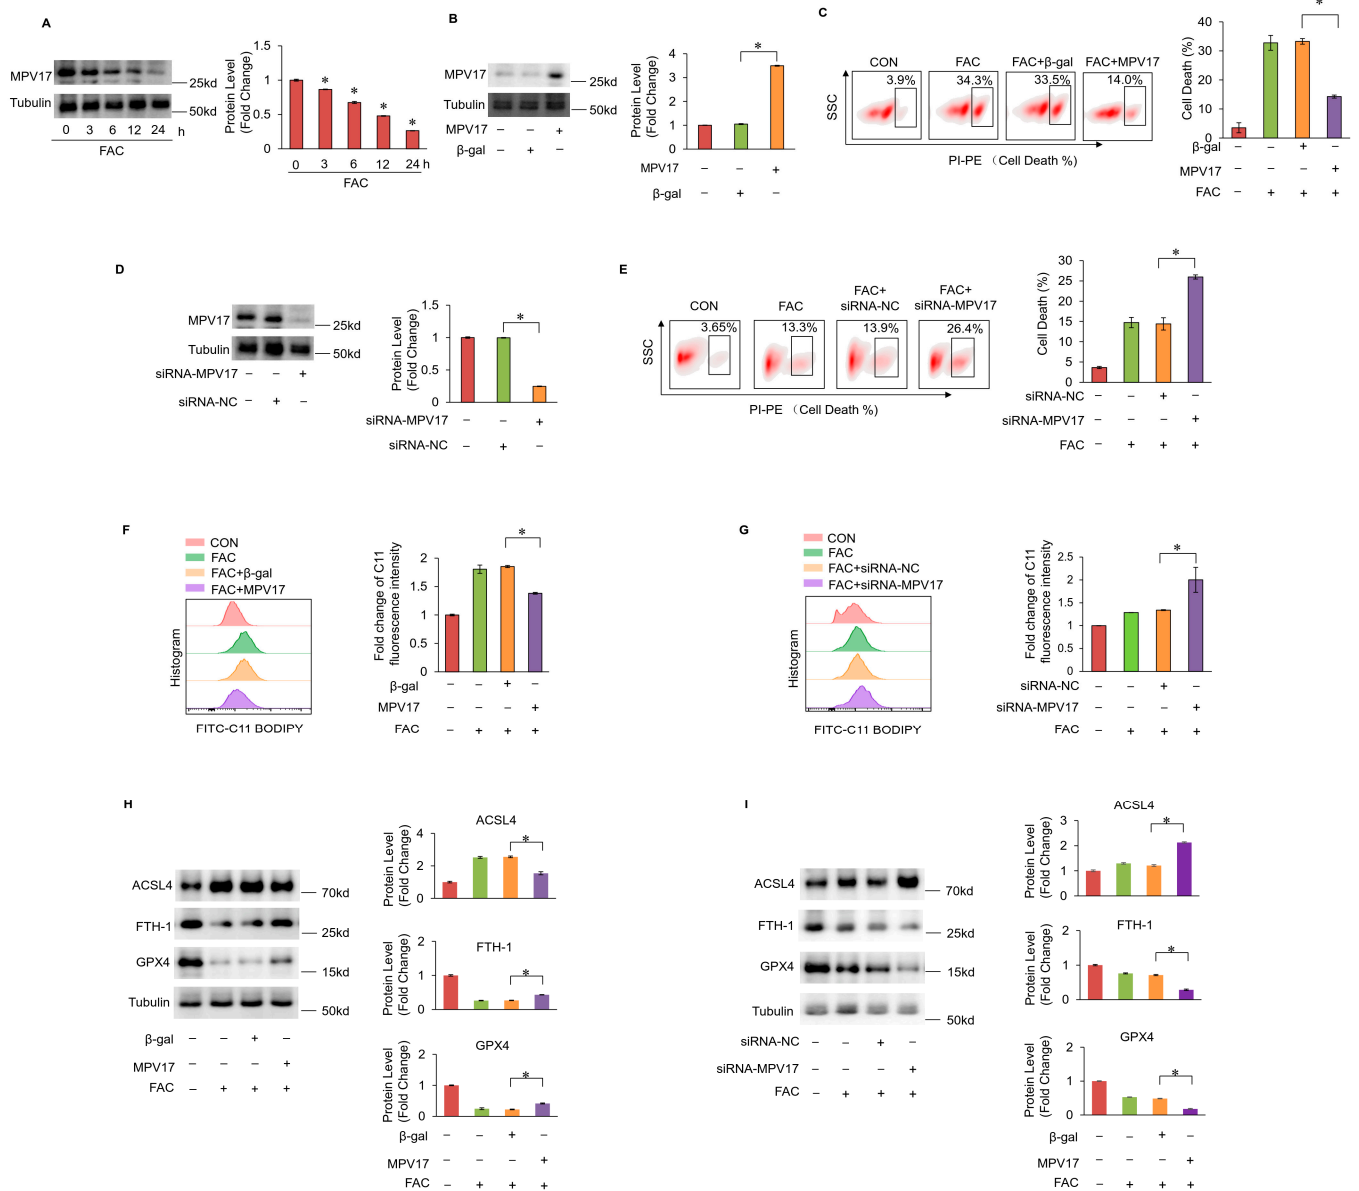 A
MPV17
25kd
Tubulin
50kd
0 3 6 12 24 h
FAC
Protein Level
(Fold Change)
1.5
1
0.5
0
* * * *
0 3 6 12 24 h
FAC
B
MPV17
25kd
Tubulin
50kd
MPV17 − − +
β-gal − + −
Protein Level
(Fold Change)
4
3
2
1
0
*
MPV17 − − +
β-gal − + −
C
CON FAC FAC+β-gal FAC+MPV17
3.9% 34.3% 33.5% 14.0%
SSC
PI-PE （Cell Death %)
Cell Death (%)
40
30
20
10
0
*
β-gal − − + −
MPV17 − − − +
FAC − + + +
D
MPV17
25kd
Tubulin
50kd
siRNA-MPV17 − − +
siRNA-NC − + −
Protein Level
(Fold Change)
1.5
1
0.5
0
*
siRNA-MPV17 − − +
siRNA-NC − + −
E
CON FAC FAC+ siRNA-NC FAC+ siRNA-MPV17
3.65% 13.3% 13.9% 26.4%
SSC
PI-PE （Cell Death %)
Cell Death (%)
30
25
20
15
10
5
0
*
siRNA-NC − − + −
siRNA-MPV17 − − − +
FAC − + + +
F
CON
FAC
FAC+β-gal
FAC+MPV17
Histogram
FITC-C11 BODIPY
Fold change of C11
fluorescence intensity
2
1.5
1
0.5
0
*
β-gal − − + −
MPV17 − − − +
FAC − + + +
G
CON
FAC
FAC+siRNA-NC
FAC+siRNA-MPV17
Histogram
FITC-C11 BODIPY
Fold change of C11
fluorescence intensity
2.5
2
1.5
1
0.5
0
*
siRNA-NC − − + −
siRNA-MPV17 − − − +
FAC − + + +
H
ACSL4
70kd
FTH-1
25kd
GPX4
15kd
Tubulin
50kd
β-gal − − + −
MPV17 − − − +
FAC − + + +
ACSL4
Protein Level
(Fold Change)
4
2
0
*
FTH-1
Protein Level
(Fold Change)
2
1
0
*
GPX4
Protein Level
(Fold Change)
2
1
0
*
β-gal − − + −
MPV17 − − − +
FAC − + + +
I
ACSL4
70kd
FTH-1
25kd
GPX4
15kd
Tubulin
50kd
siRNA-NC − − + −
siRNA-MPV17 − − − +
FAC − + + +
ACSL4
Protein Level
(Fold Change)
3
2
1
0
*
FTH-1
Protein Level
(Fold Change)
2
1
0
*
GPX4
Protein Level
(Fold Change)
2
1
0
*
β-gal − − + −
MPV17 − − − +
FAC − + + +